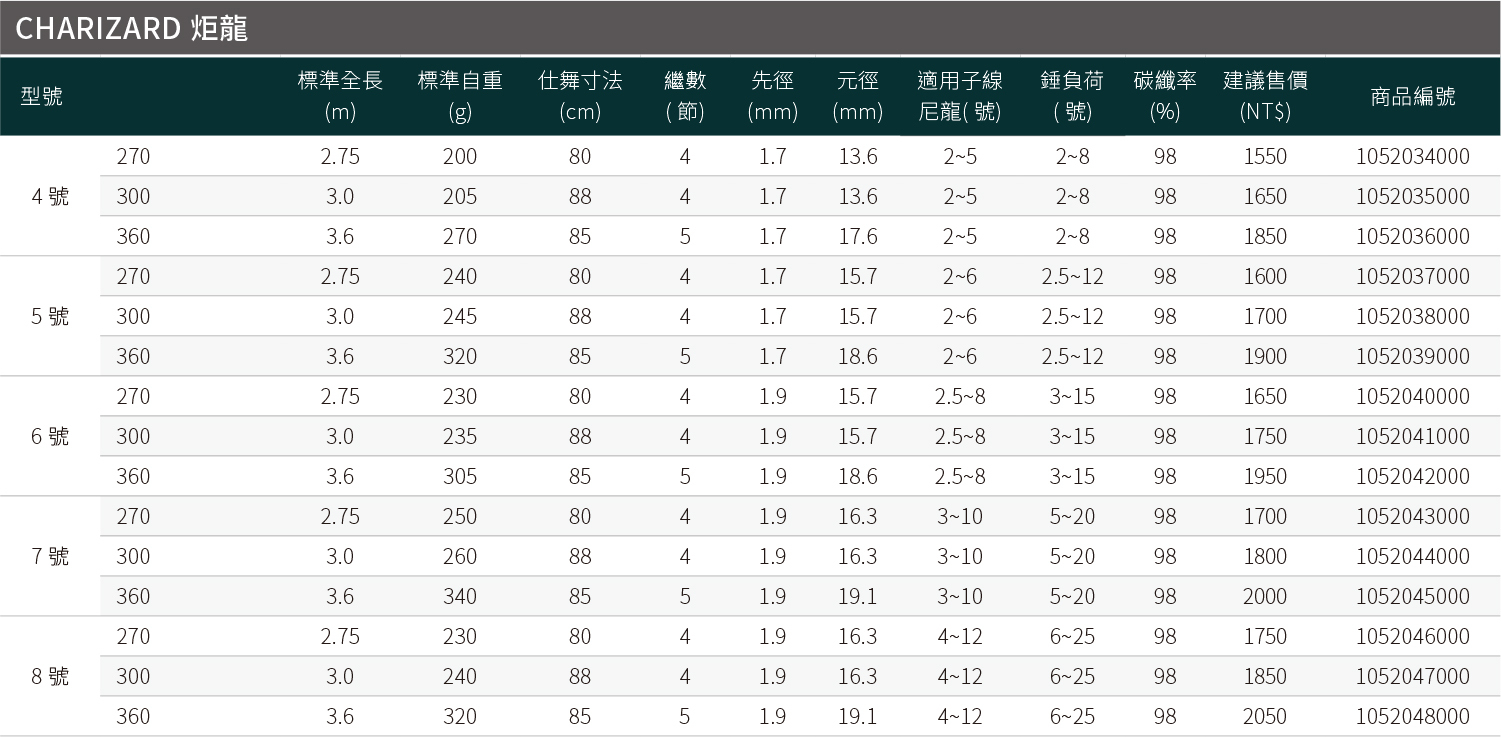 CHARIZARD 炬龍
型號 標準全長 (m) 標準自重 (g) 仕舞寸法 (cm) 繼數 ( 節) 先徑 (mm) 元徑 (mm) 適用子線 尼龍( 號) 錘負荷 ( 號) 碳纖率 (%) 建議售價 (NT$) 商品編號
4 號 270 2.75 200 80 4 1.7 13.6 2~5 2~8 98 1550 1052034000
300 3.0 205 88 4 1.7 13.6 2~5 2~8 98 1650 1052035000
360 3.6 270 85 5 1.7 17.6 2~5 2~8 98 1850 1052036000
5 號 270 2.75 240 80 4 1.7 15.7 2~6 2.5~12 98 1600 1052037000
300 3.0 245 88 4 1.7 15.7 2~6 2.5~12 98 1700 1052038000
360 3.6 320 85 5 1.7 18.6 2~6 2.5~12 98 1900 1052039000
6 號 270 2.75 230 80 4 1.9 15.7 2.5~8 3~15 98 1650 1052040000
300 3.0 235 88 4 1.9 15.7 2.5~8 3~15 98 1750 1052041000
360 3.6 305 85 5 1.9 18.6 2.5~8 3~15 98 1950 1052042000
7 號 270 2.75 250 80 4 1.9 16.3 3~10 5~20 98 1700 1052043000
300 3.0 260 88 4 1.9 16.3 3~10 5~20 98 1800 1052044000
360 3.6 340 85 5 1.9 19.1 3~10 5~20 98 2000 1052045000
8 號 270 2.75 230 80 4 1.9 16.3 4~12 6~25 98 1750 1052046000
300 3.0 240 88 4 1.9 16.3 4~12 6~25 98 1850 1052047000
360 3.6 320 85 5 1.9 19.1 4~12 6~25 98 2050 1052048000